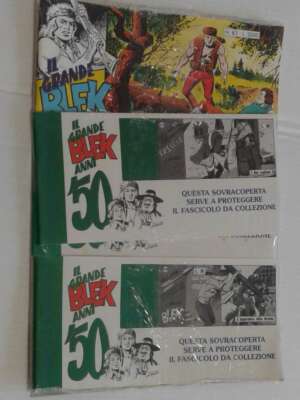 IL
GRANDE
BLEK
IL
GRANDE
BLEK
ANNI
'50
QUESTA SOVRACOPERTA
SERVE A PROTEGGERE
IL FASCICOLO DA COLLEZIONE
IL
GRANDE
BLEK
ANNI
'50
BLEK
QUESTA SOVRACOPERTA
SERVE A PROTEGGERE
IL FASCICOLO DA COLLEZIONE